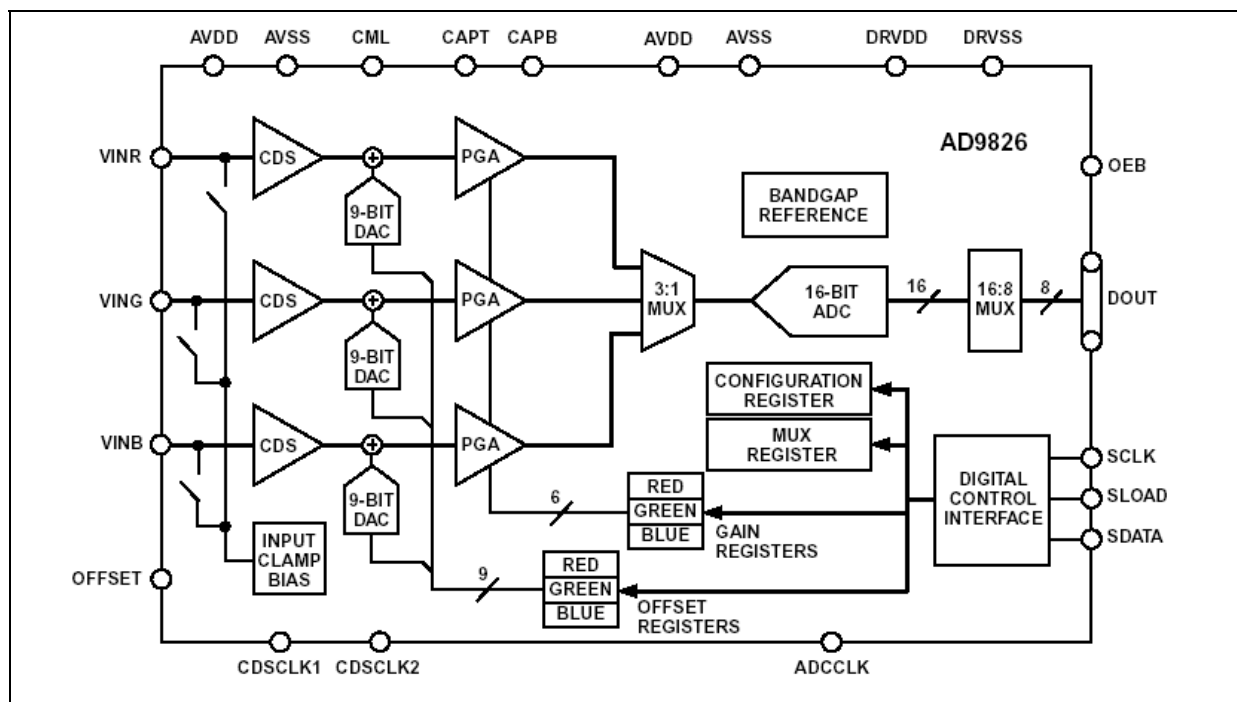 AVDD AVSS CML CAPT CAPB AVDD AVSS DRVDD DRVSS
AD9826
VINR
CDS
PGA
OEB
9-BIT
DAC
BANDGAP
REFERENCE
VING
CDS
PGA
3:1
MUX
16-BIT
ADC
16
16:8
MUX
8
DOUT
9-BIT
DAC
CONFIGURATION
REGISTER
VINB
CDS
PGA
MUX
REGISTER
9-BIT
DAC
6
RED
GREEN
BLUE
GAIN
REGISTERS
DIGITAL
CONTROL
INTERFACE
SCLK
SLOAD
SDATA
INPUT
CLAMP
BIAS
OFFSET
9
RED
GREEN
BLUE
OFFSET
REGISTERS
CDSCLK1 CDSCLK2 ADCCLK